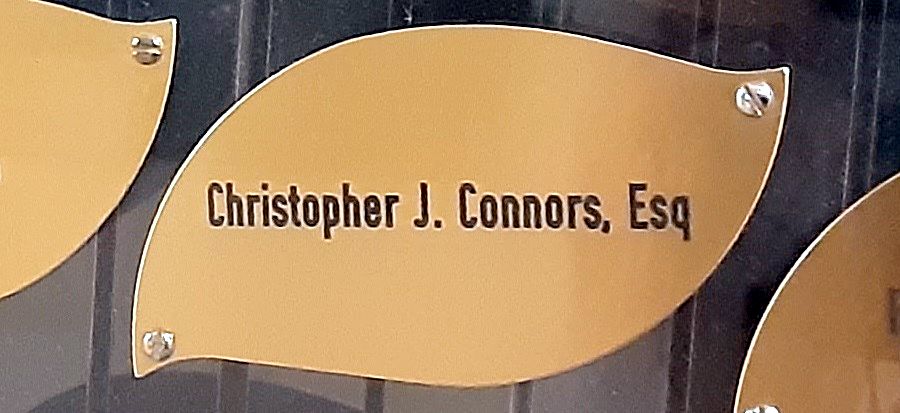 Christopher J. Connors, Esq